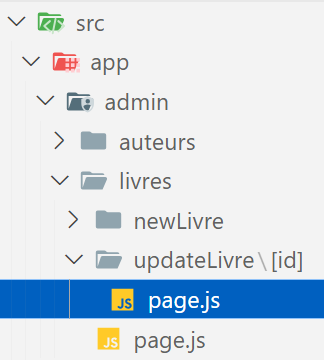 src
app
admin
auteurs
livres
newLivre
updateLivre\[id]
JS page.js
JS page.js